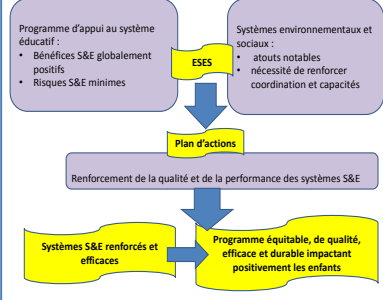 Programme d'appui au système
éducatif :
• Bénéfices S&E globalement
positifs
• Risques S&E minimes
ESES
Systèmes environnementaux et
sociaux :
• atouts notables
• nécessité de renforcer
coordination et capacités
Plan d'actions
Renforcement de la qualité et de la performance des systèmes S&E
Systèmes S&E renforcés et
efficaces
Programme équitable, de qualité,
efficace et durable impactant
positivement les enfants